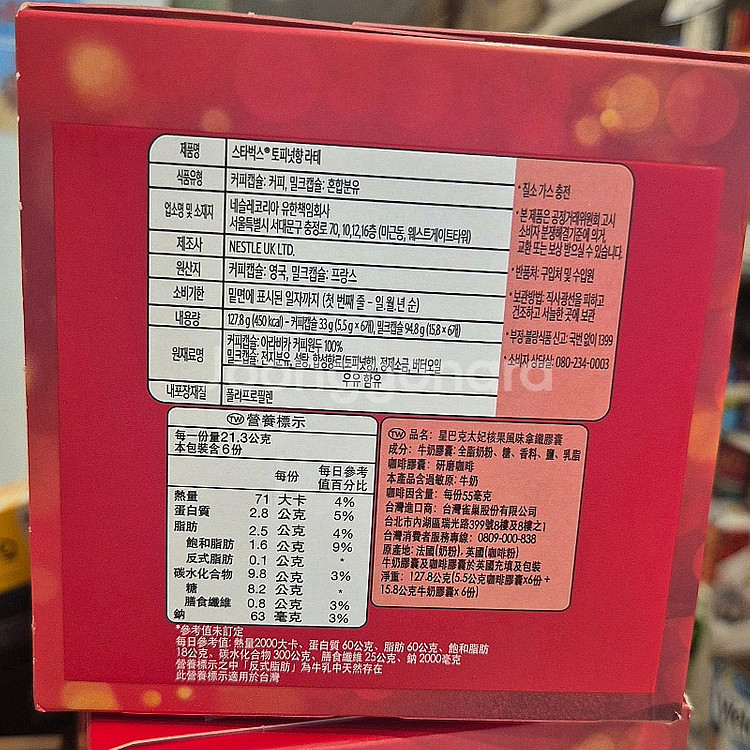 제품명 스타벅스® 토피넛향 라떼
식품유형 커피캡슐: 커피, 밀크캡슐: 혼합분유
업소명 및 소재지 네슬레코리아 유한책임회사
서울특별시 서대문구 충정로 70, 10,12,16층 (미근동, 웨스트게이트타워)
제조사 NESTLE UK LTD.
원산지 커피캡슐: 영국, 밀크캡슐: 프랑스
소비기한 밑면에 표시된 일자까지 (첫 번째 줄 - 일.월.년 순)
내용량 127.8 g (450 kcal) - 커피캡슐 33 g (5.5 g × 6개), 밀크캡슐 94.8 g (15.8 × 6개)
원재료명 커피캡슐: 아라비카 커피원두 100%
밀크캡슐: 전지분유, 설탕, 합성향료(토피넛향), 정제소금, 버터오일
우유 함유
내포장재질 폴리프로필렌
• 질소 가스 충전
• 본 제품은 공정거래위원회 고시
소비자 분쟁해결기준에 의거,
교환 또는 보상 받으실 수 있습니다.
• 반품처: 구입처 및 수입원
• 보관방법: 직사광선을 피하고
건조하고 서늘한 곳에 보관
• 부정·불량식품 신고: 국번 없이 1399
• 소비자 상담실: 080-234-0003
joonggonara
TW 營養標示
每一份量21.3公克
本包裝含6份
每份 每日參考
值百分比
熱量 71 大卡 4%
蛋白質 2.8 公克 5%
脂肪 2.5 公克 4%
飽和脂肪 1.6 公克 9%
反式脂肪 0.1 公克 *
碳水化合物 9.8 公克 3%
糖 8.2 公克 *
膳食纖維 0.8 公克 3%
鈉 63 毫克 3%
*參考值未訂定
每日參考值: 熱量2000大卡、蛋白質 60公克、脂肪 60公克、飽和脂肪
18公克、碳水化合物 300公克、膳食纖維 25公克、鈉 2000毫克
營養標示之中「反式脂肪」為牛乳中天然存在
此營養標示適用於台灣
TW 品名: 星巴克太妃核果風味拿鐵膠囊
成分: 牛奶膠囊: 全脂奶粉、糖、香料、鹽、乳脂
咖啡膠囊: 研磨咖啡
本產品含過敏原: 牛奶
咖啡因含量: 每份55毫克
台灣進口商: 台灣雀巢股份有限公司
台北市內湖區瑞光路399號8樓及8樓之1
台灣消費者服務專線: 0809-000-838
原產地: 法國(奶粉), 英國(咖啡粉)
牛奶膠囊及咖啡膠囊於英國充填及包裝
淨重: 127.8公克(5.5公克咖啡膠囊x6份 +
15.8公克牛奶膠囊x 6份)